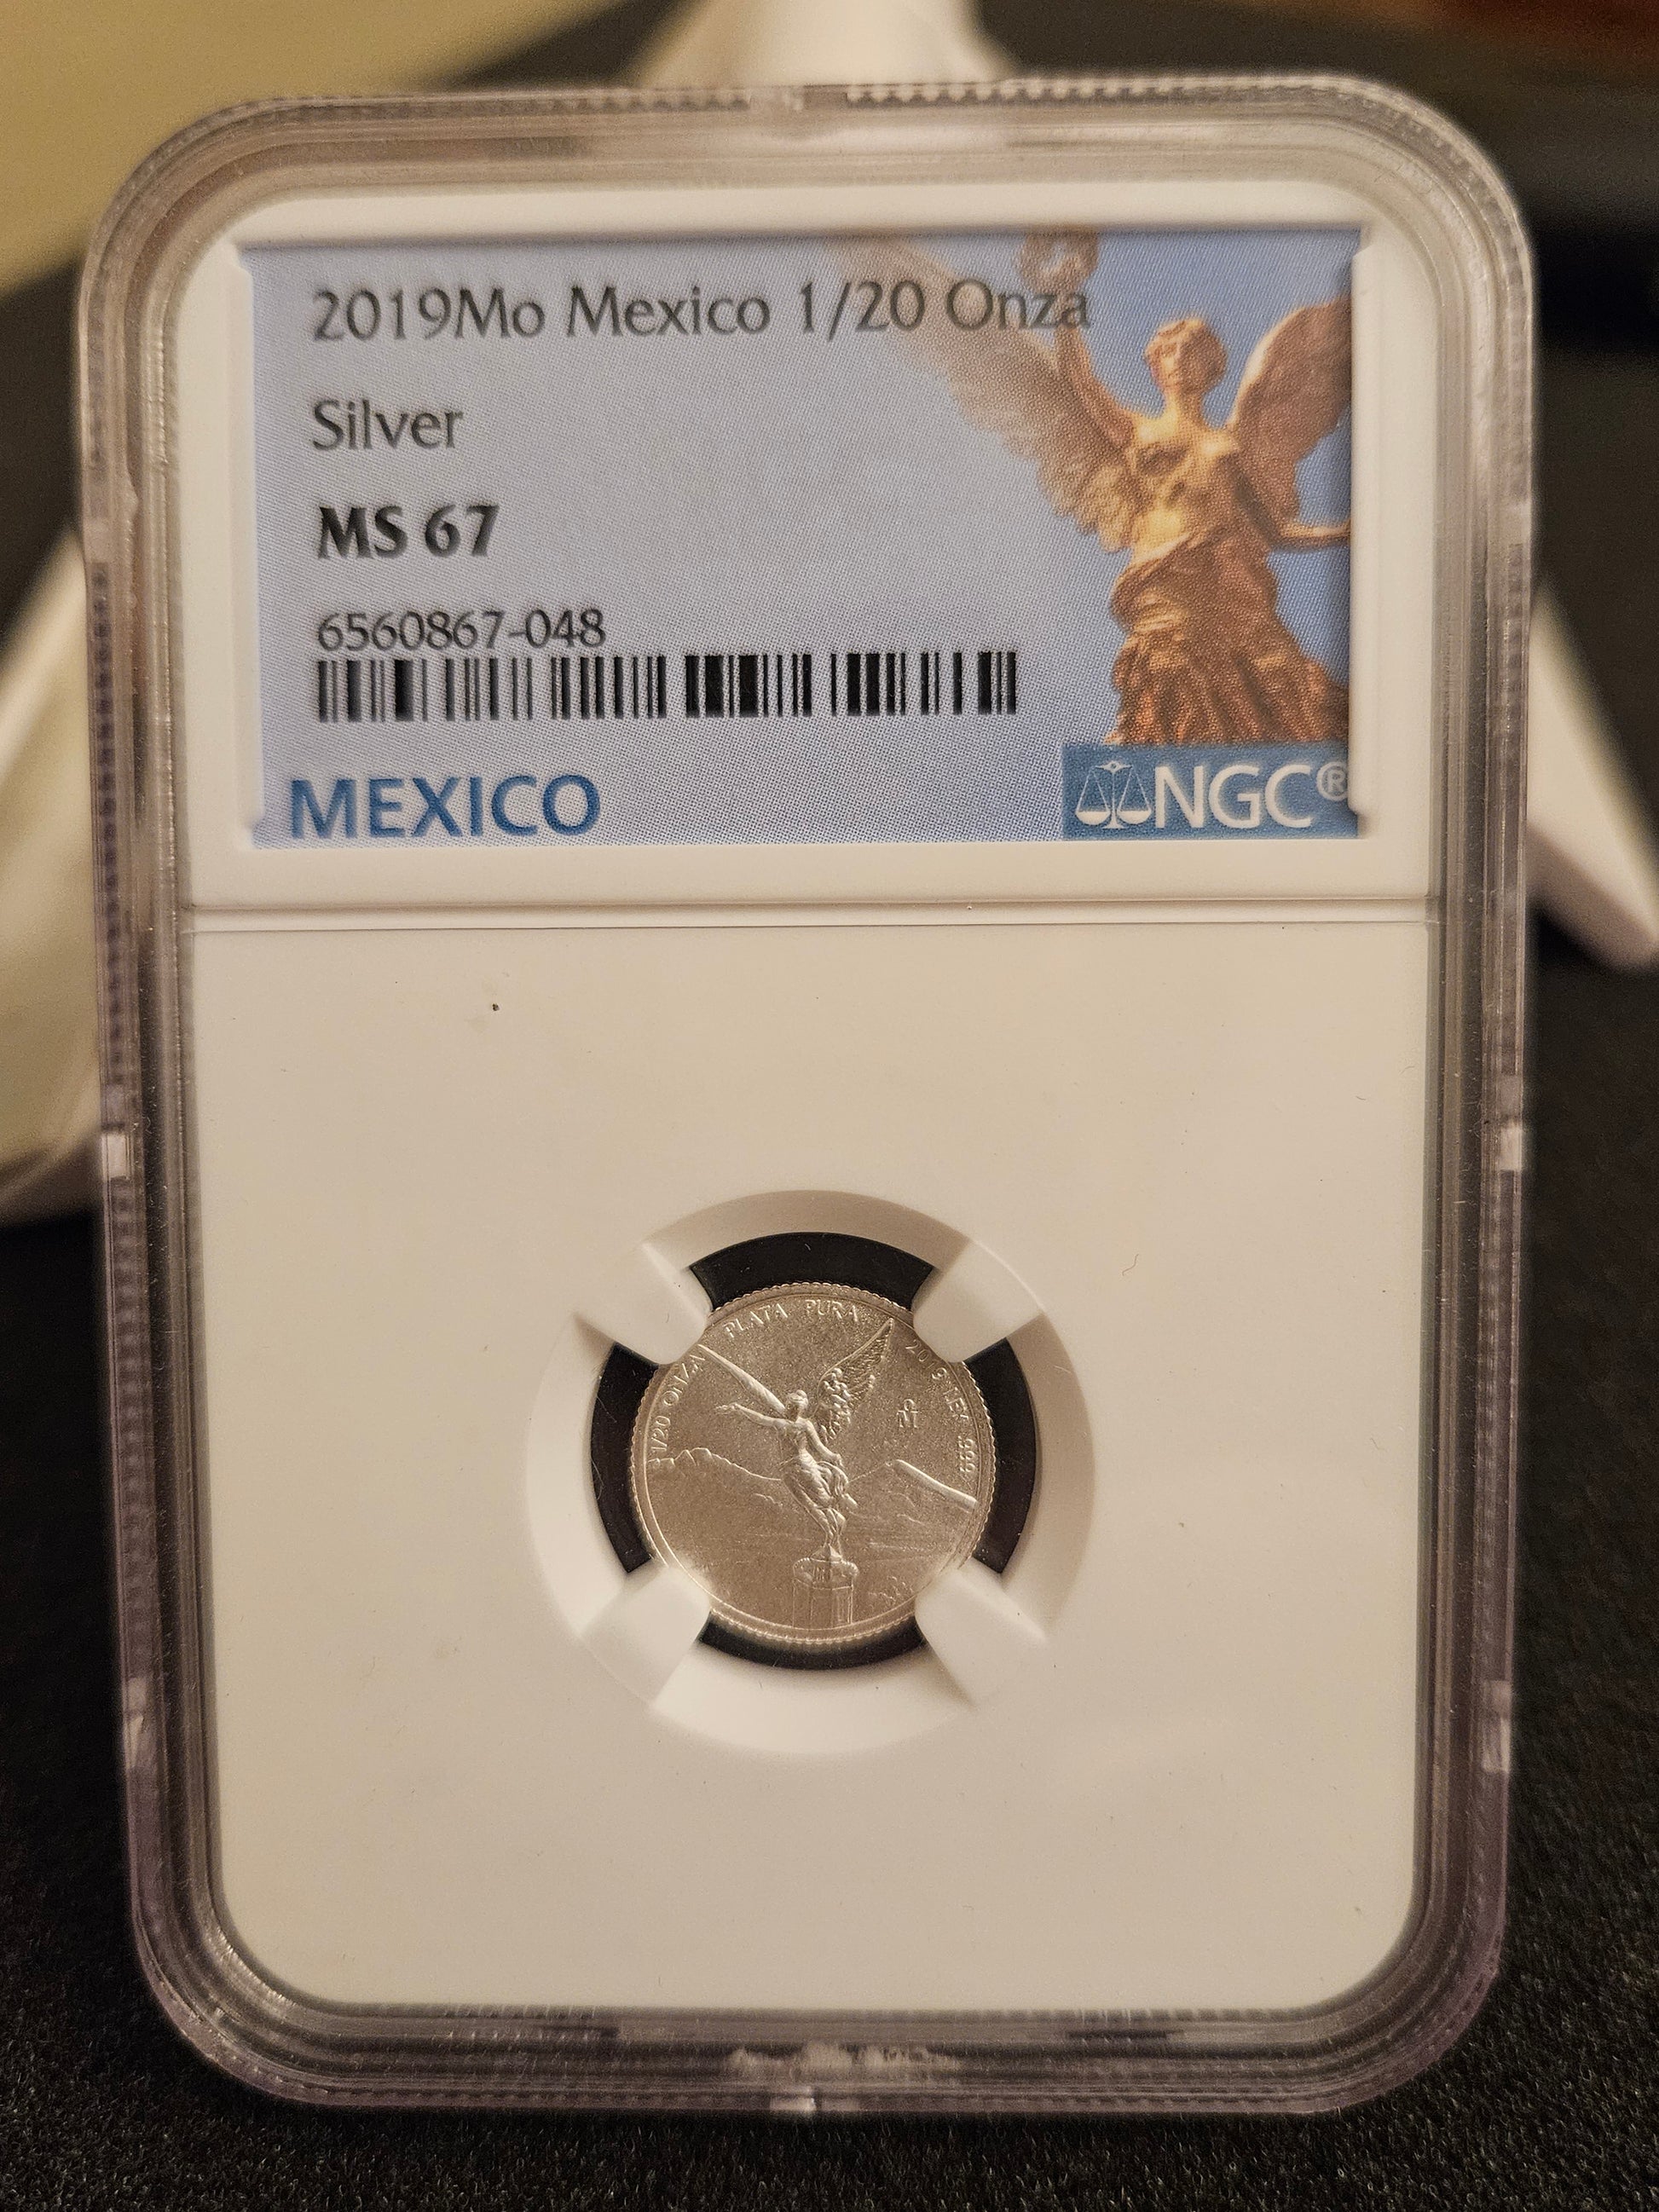 2019Mo Mexico 1/20 Onza
Silver
MS 67
6560867-048
MEXICO
NGC®
1/20 ONZA PLATA PURA 2019 LEY .999